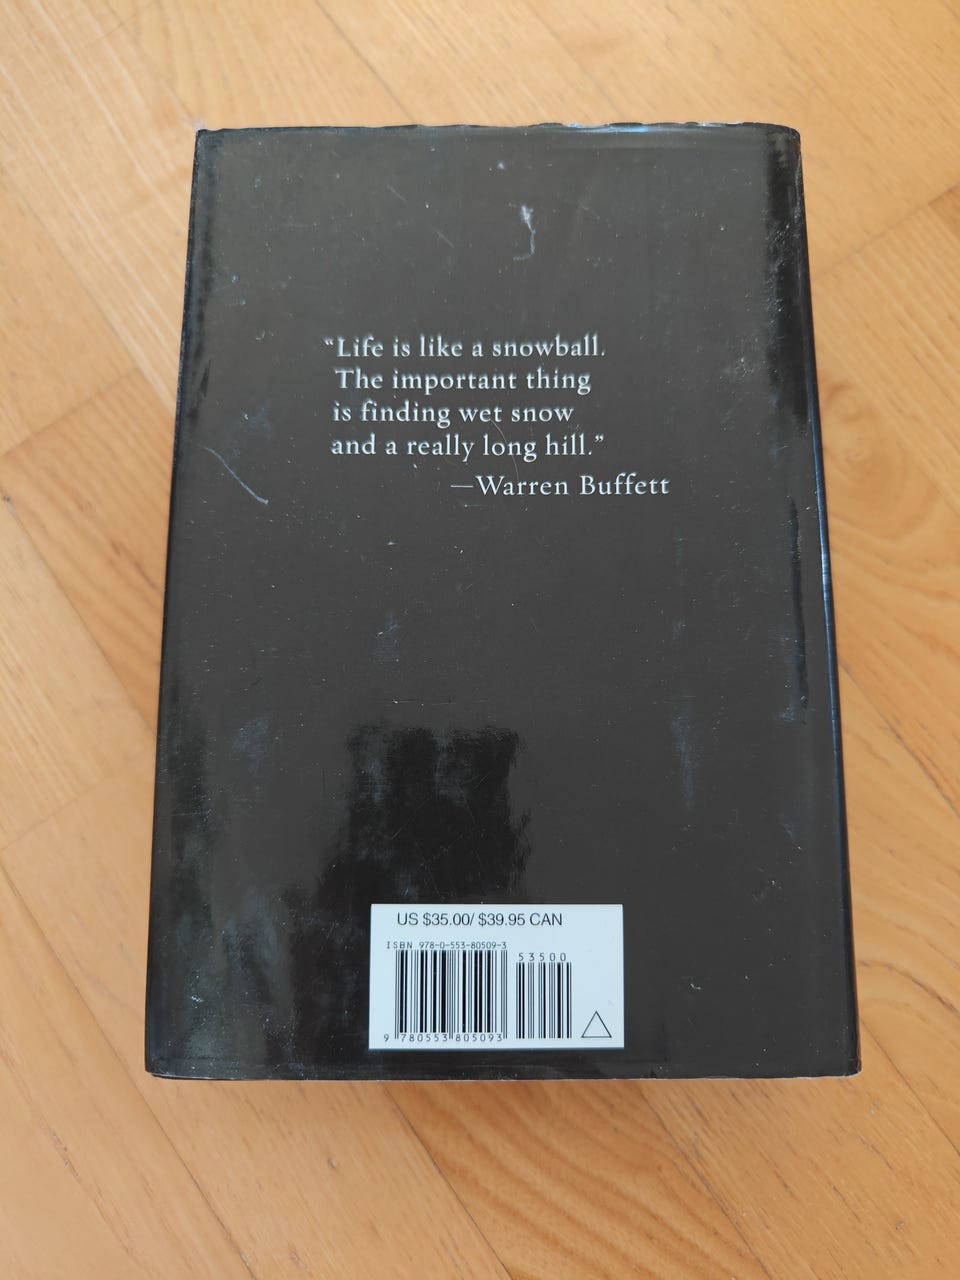 “Life is like a snowball.
The important thing
is finding wet snow
and a really long hill.”
—Warren Buffett
US $35.00/ $39.95 CAN
ISBN 978-0-553-80509-3
53500
9 780553 805093